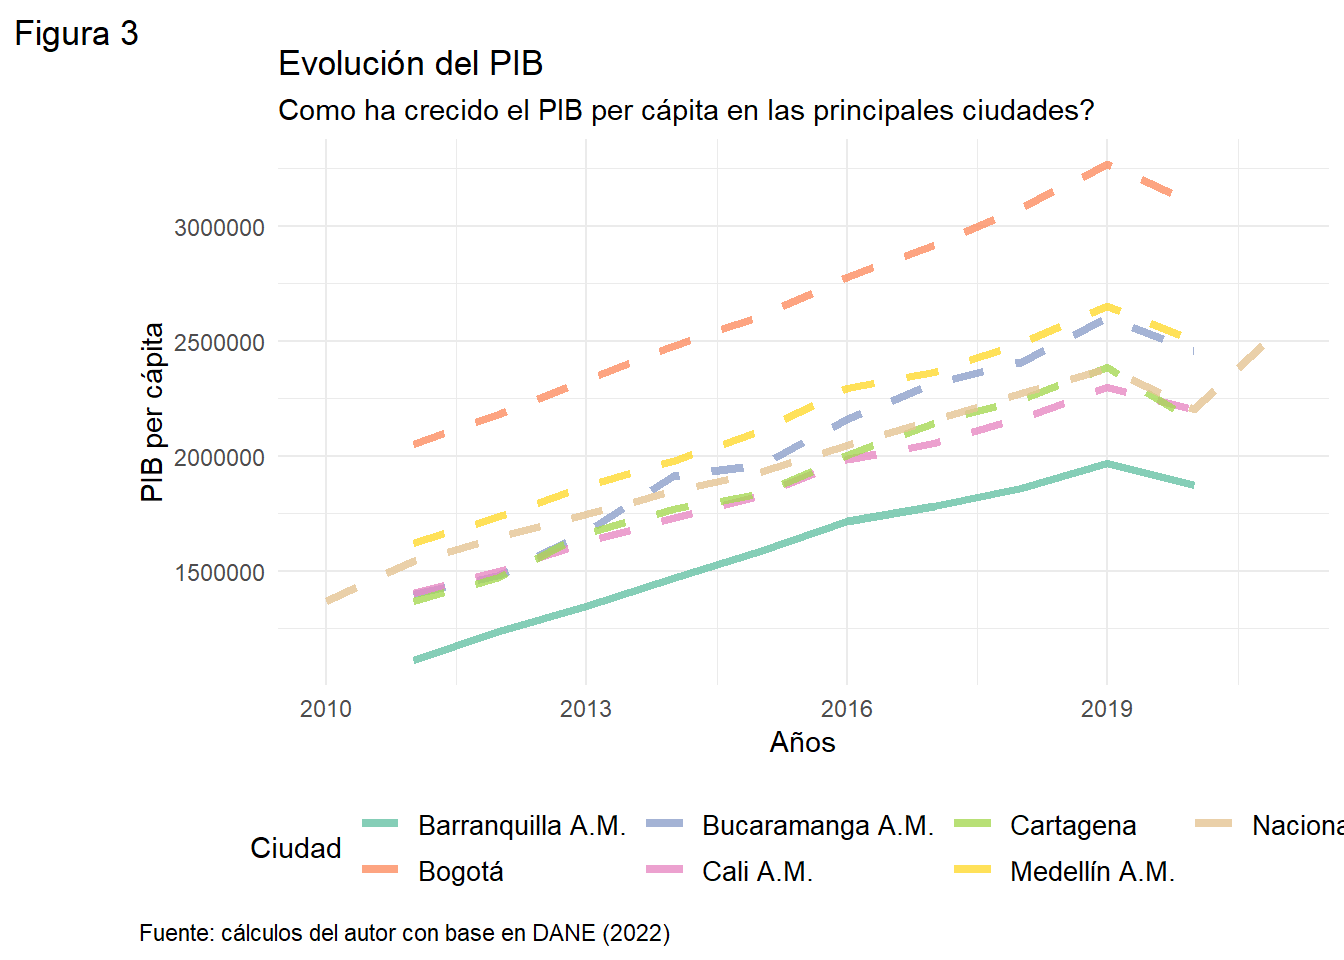 Figura 3
Evolución del PIB
Como ha crecido el PIB per cápita en las principales ciudades?
PIB per cápita
3000000
2500000
2000000
1500000
2010 2013 2016 2019
Años
Ciudad
Barranquilla A.M. Bucaramanga A.M. Cartagena Naciona
Bogotá Cali A.M. Medellín A.M.
Fuente: cálculos del autor con base en DANE (2022)